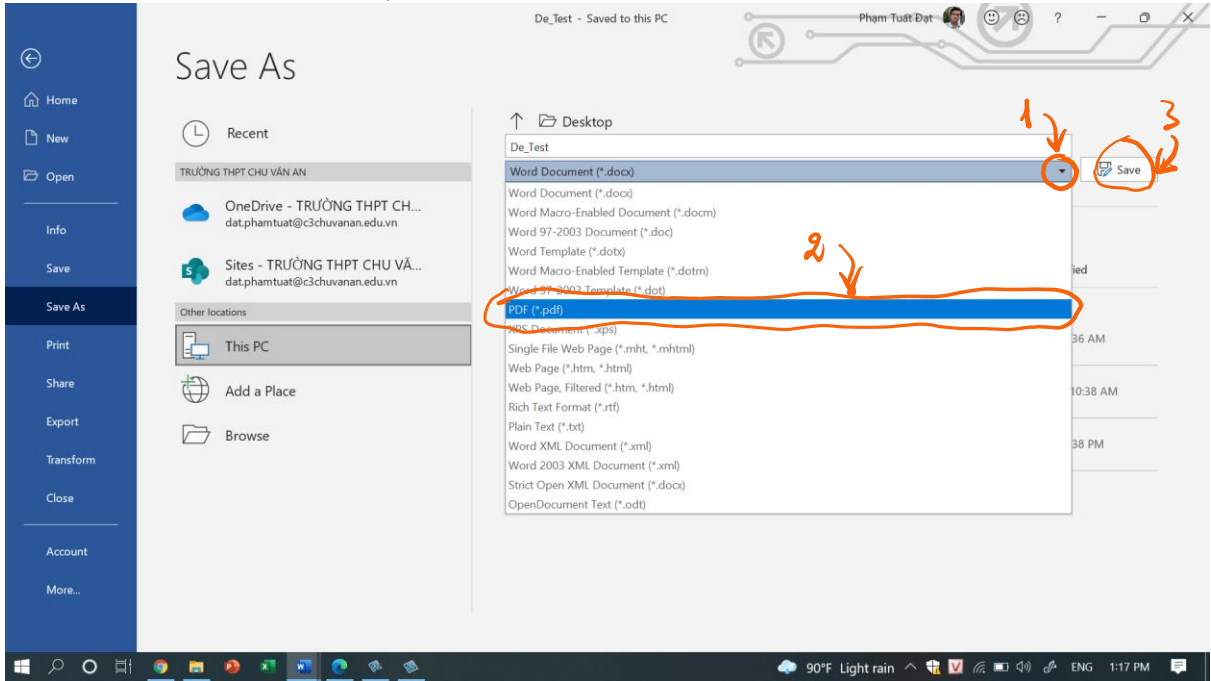 De_Test - Saved to this PC
Phạm Tuất Đạt
?
Save As
Home
New
Open
Info
Save
Save As
Print
Share
Export
Transform
Close
Account
More...
Recent
TRƯỜNG THPT CHU VĂN AN
OneDrive - TRƯỜNG THPT CH...
dat.phamtuat@c3chuvanan.edu.vn
Sites - TRƯỜNG THPT CHU VĂ...
dat.phamtuat@c3chuvanan.edu.vn
Other locations
This PC
Add a Place
Browse
Desktop
1
3
De_Test
Word Document (*.docx)
Save
Word Document (*.docx)
Word Macro-Enabled Document (*.docm)
Word 97-2003 Document (*.doc)
Word Template (*.dotx)
2
Word Macro-Enabled Template (*.dotm)
Word 97-2003 Template (*.dot)
PDF (*.pdf)
XPS Document (*.xps)
Single File Web Page (*.mht, *.mhtml)
Web Page (*.htm, *.html)
Web Page, Filtered (*.htm, *.html)
Rich Text Format (*.rtf)
Plain Text (*.txt)
Word XML Document (*.xml)
Word 2003 XML Document (*.xml)
Strict Open XML Document (*.docx)
OpenDocument Text (*.odt)
ied
36 AM
10:38 AM
38 PM
90°F Light rain
ENG
1:17 PM